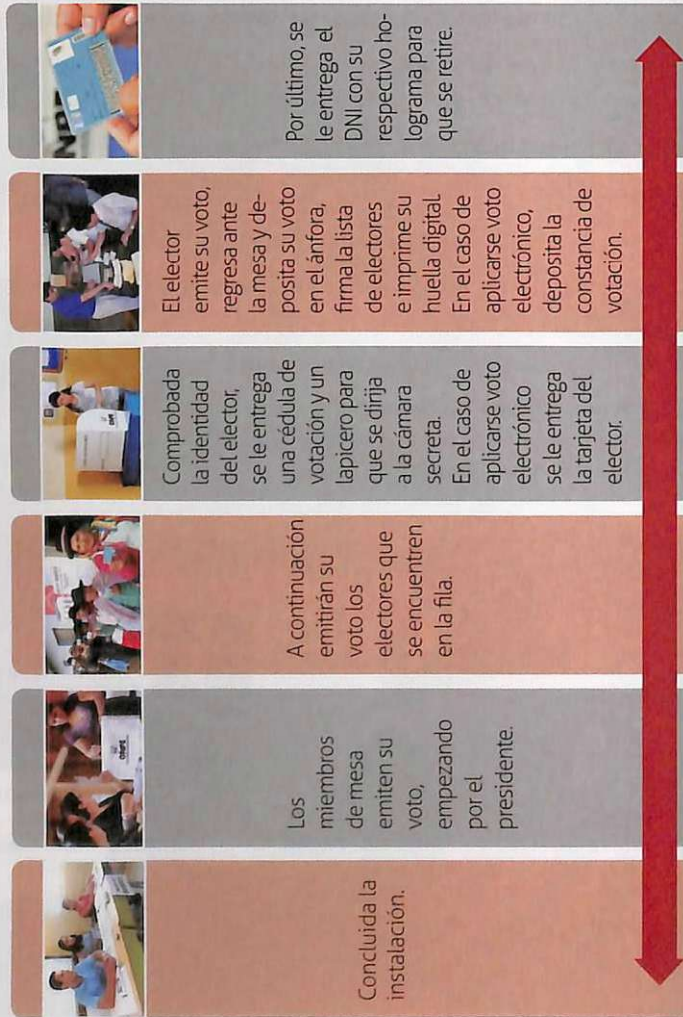 Concluida la
instalación.
Los
miembros
de mesa
emiten su
voto,
empezando
por el
presidente.
A continuación
emitirán su
voto los
electores que
se encuentren
en la fila.
Comprobada
la identidad
del elector,
se le entrega
una cédula de
votación y un
lapicero para
que se dirija
a la cámara
secreta.
En el caso de
aplicarse voto
electrónico
se le entrega
la tarjeta del
elector.
El elector
emite su voto,
regresa ante
la mesa y de-
posita su voto
en el ánfora,
firma la lista
de electores
e imprime su
huella digital.
En el caso de
aplicarse voto
electrónico,
deposita la
constancia de
votación.
Por último, se
le entrega el
DNI con su
respectivo ho-
lograma para
que se retire.